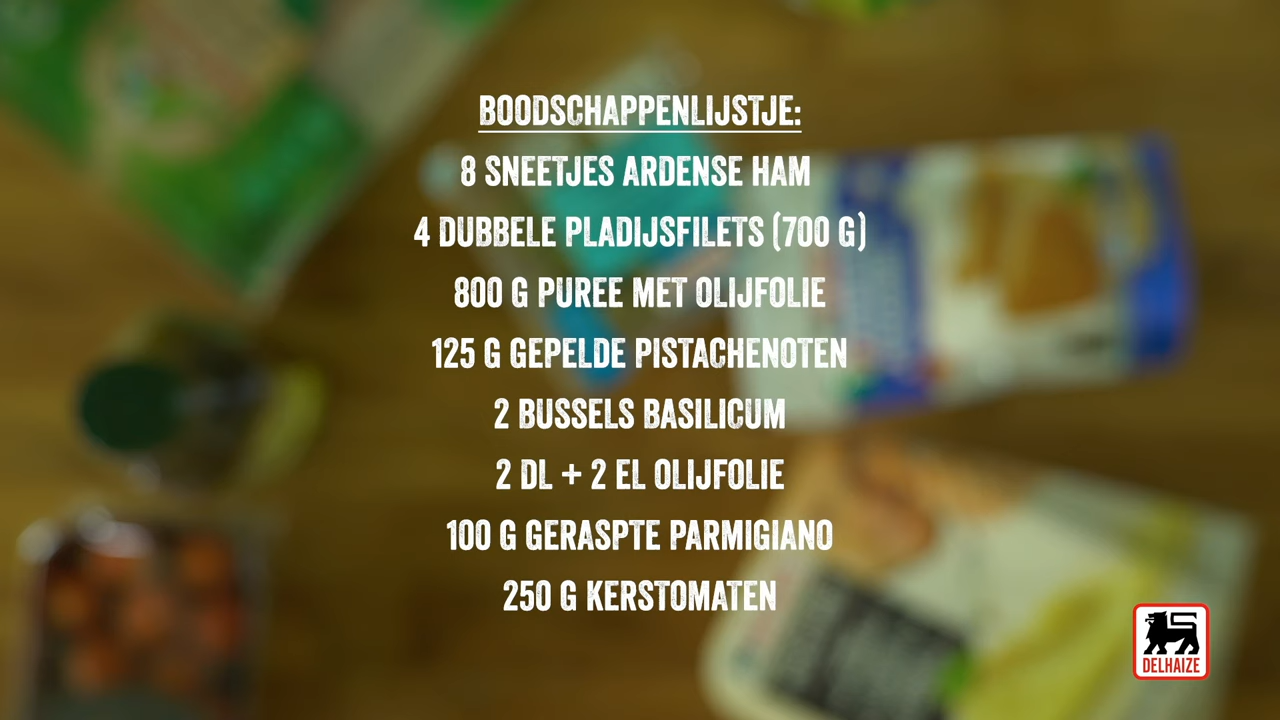 BOODSCHAPPENLIJSTJE:
8 SNEETJES ARDENSE HAM
4 DUBBELE PLADIJSFILETS (700 G)
800 G PUREE MET OLIJFOLIE
125 G GEPELDE PISTACHENOTEN
2 BUSSELS BASILICUM
2 DL + 2 EL OLIJFOLIE
100 G GERASPTE PARMIGIANO
250 G KERSTOMATEN
DELHAIZE